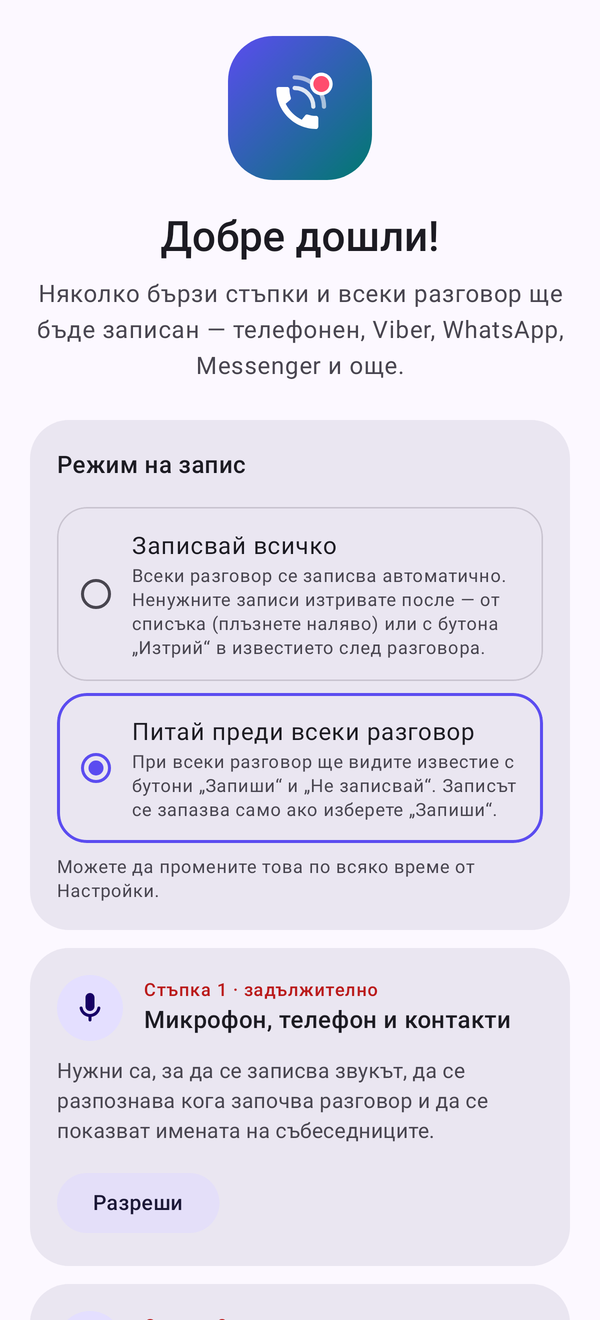 Добре дошли!
Няколко бързи стъпки и всеки разговор ще
бъде записан — телефонен, Viber, WhatsApp,
Messenger и още.
Режим на запис
Записвай всичко
Всеки разговор се записва автоматично.
Ненужните записи изтривате после — от
списъка (плъзнете наляво) или с бутона
„Изтрий“ в известието след разговора.
Питай преди всеки разговор
При всеки разговор ще видите известие с
бутони „Запиши“ и „Не записвай“. Записът
се запазва само ако изберете „Запиши“.
Можете да промените това по всяко време от
Настройки.
Стъпка 1 · задължително
Микрофон, телефон и контакти
Нужни са, за да се записва звукът, да се
разпознава кога започва разговор и да се
показват имената на събеседниците.
Разреши